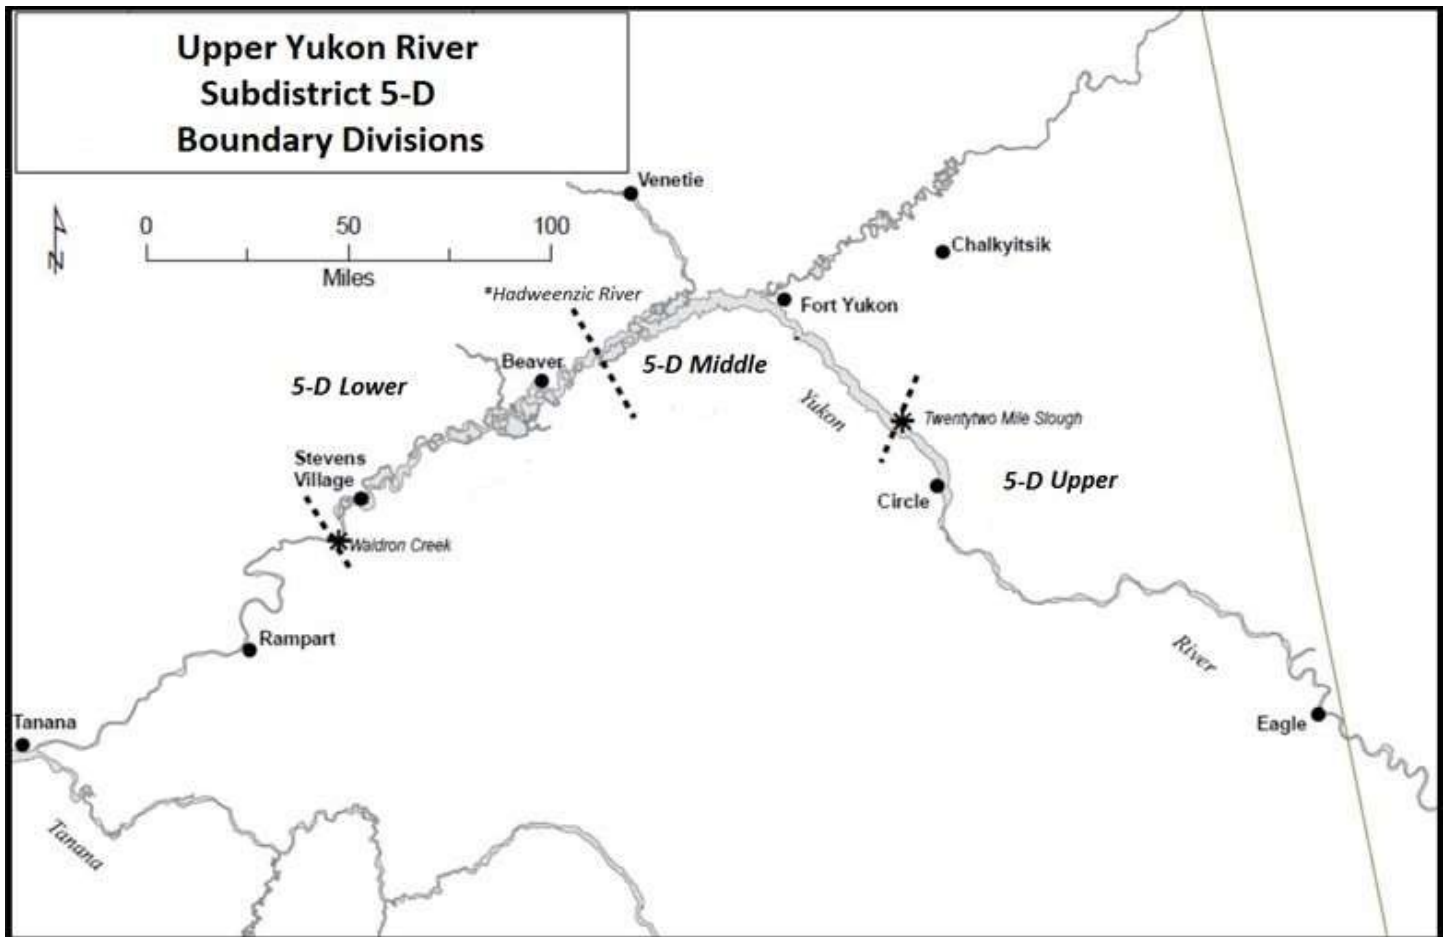 Upper Yukon River
Subdistrict 5-D
Boundary Divisions
Venetie
0 50 100
Miles
N
Chalkyitsik
*Hadweenzic River
Fort Yukon
Beaver
5-D Middle
5-D Lower
Yukon
Twentytwo Mile Slough
Stevens
Village
5-D Upper
Circle
Waldron Creek
Rampart
River
Tanana
Eagle
Tanana